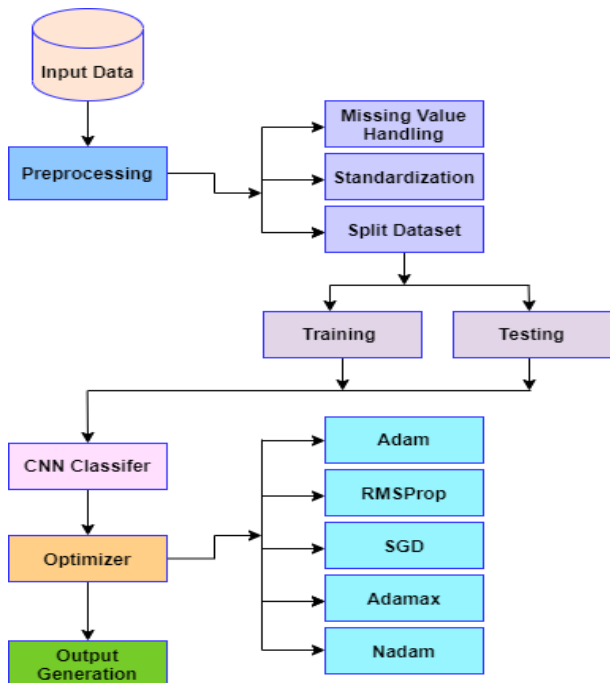 Input Data
Preprocessing
Missing Value
Handling
Standardization
Split Dataset
Training
Testing
CNN Classifer
Optimizer
Adam
RMSProp
SGD
Adamax
Nadam
Output
Generation